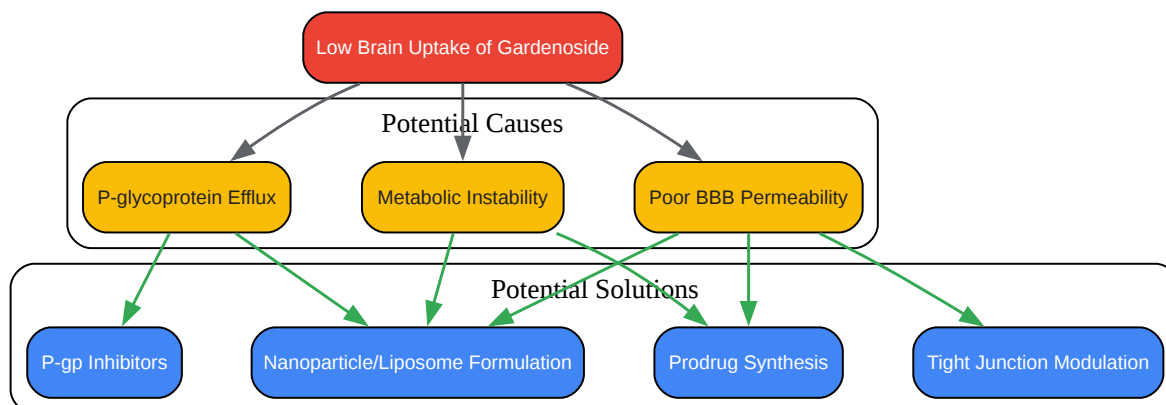 Low Brain Uptake of Gardenoside
Potential Causes
P-glycoprotein Efflux
Metabolic Instability
Poor BBB Permeability
Potential Solutions
P-gp Inhibitors
Nanoparticle/Liposome Formulation
Prodrug Synthesis
Tight Junction Modulation